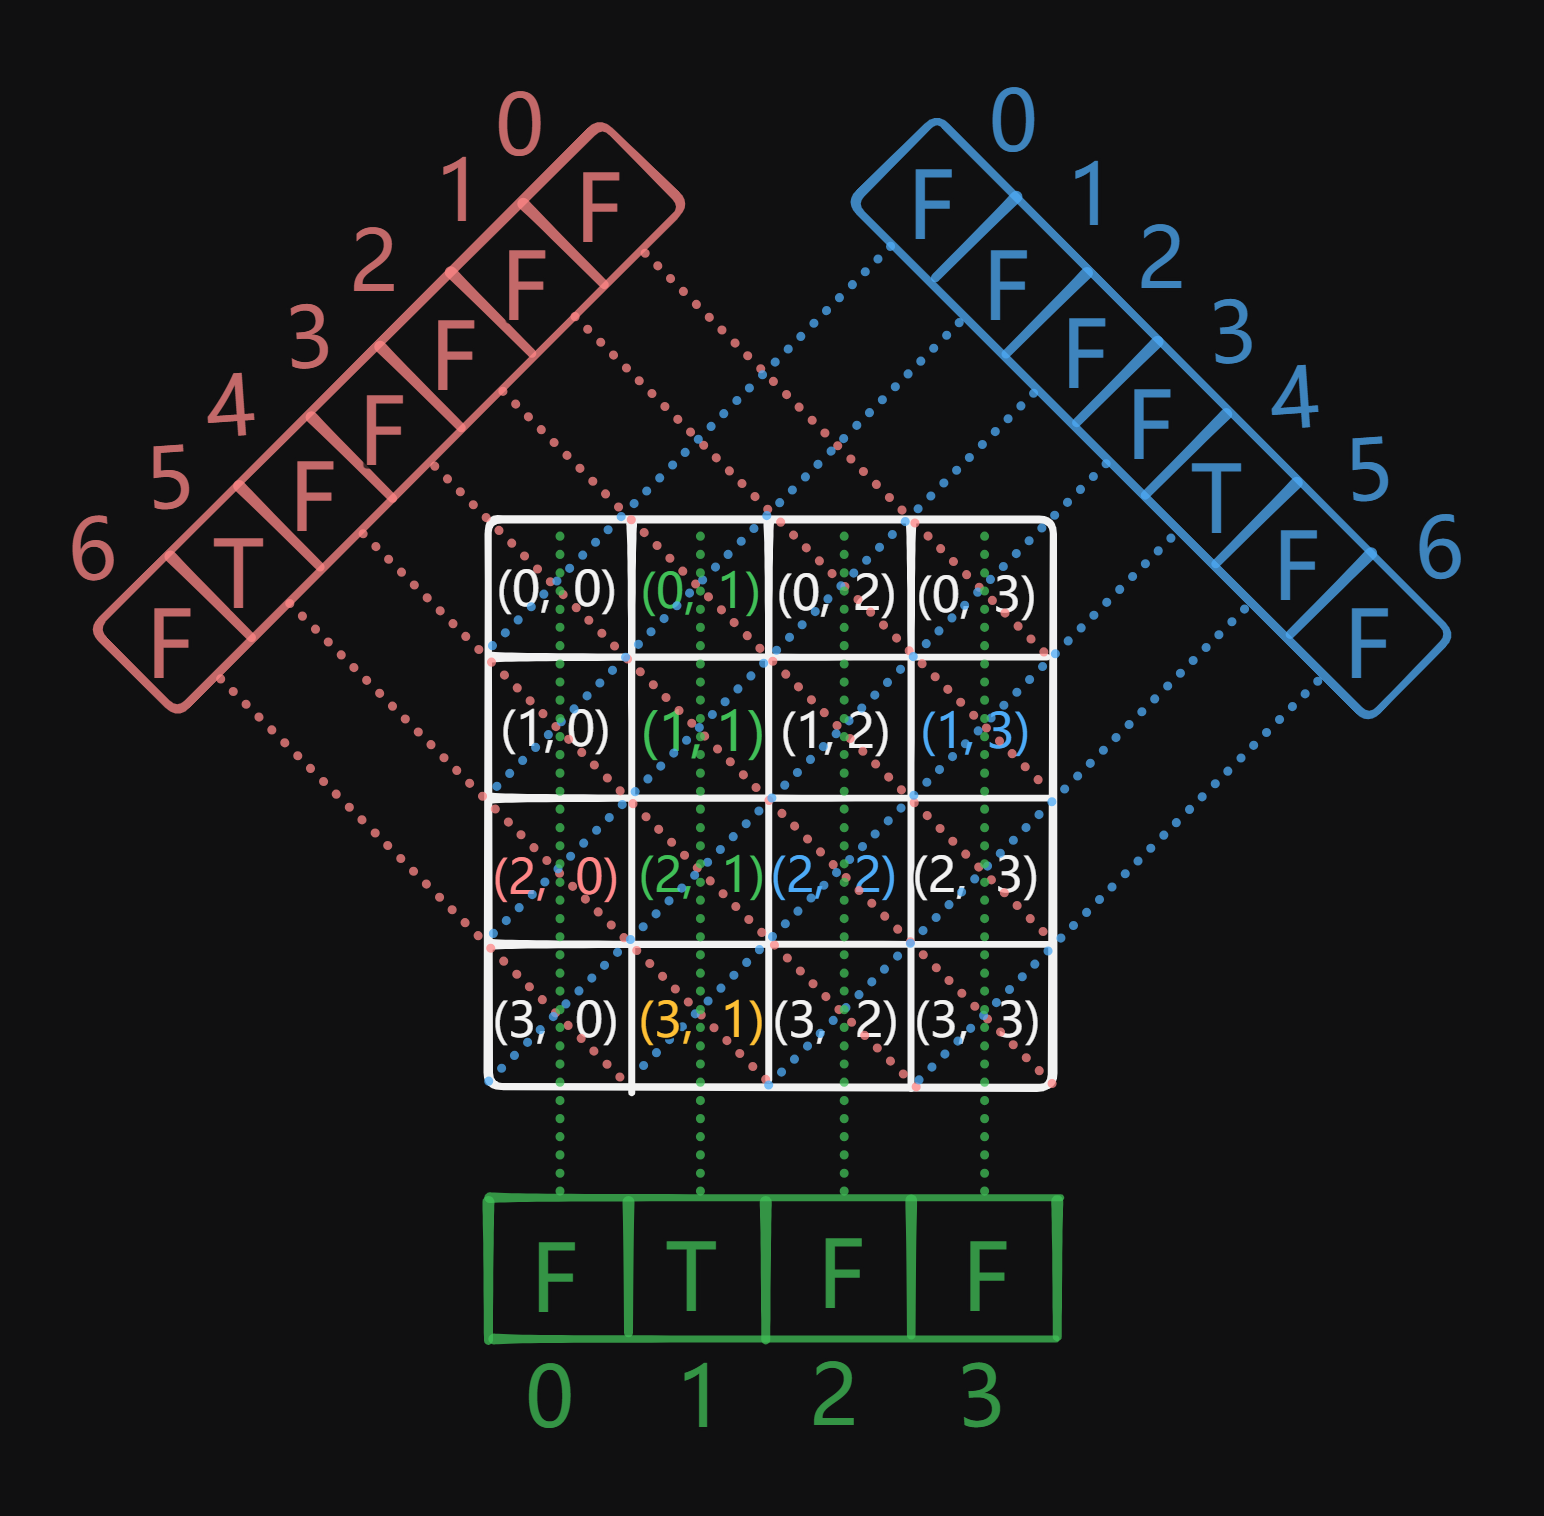 0
1
2
3
4
5
6
F
F
F
F
F
T
F
0
1
2
3
4
5
6
F
F
F
F
T
F
F
(0, 0) (0, 1) (0, 2) (0, 3)
(1, 0) (1, 1) (1, 2) (1, 3)
(2, 0) (2, 1) (2, 2) (2, 3)
(3, 0) (3, 1) (3, 2) (3, 3)
F T F F
0 1 2 3